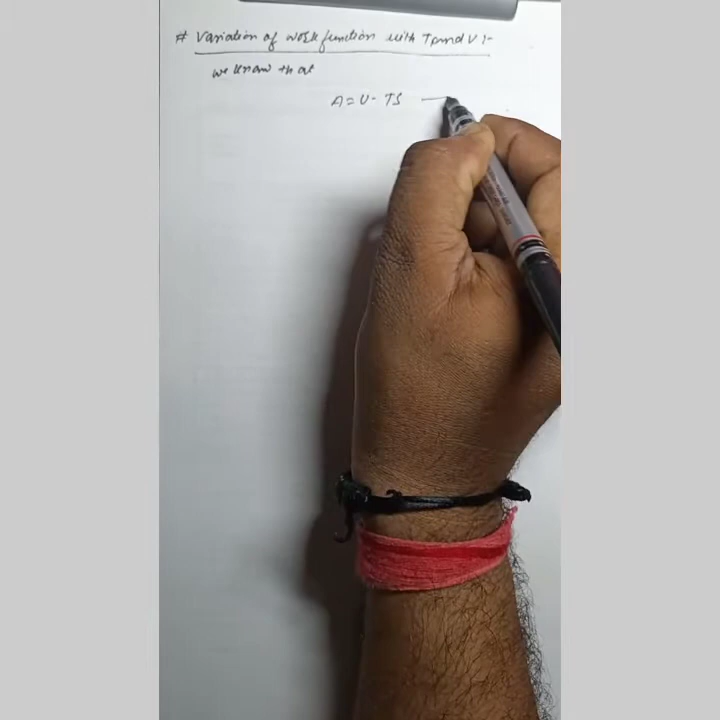 # Variation of work function with T and V :-
we know that
A = U - TS